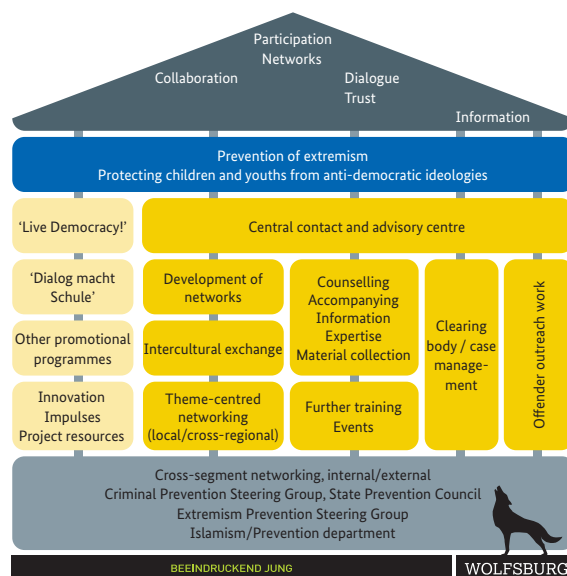 Participation
Networks
Collaboration
Dialogue
Trust
Information
Prevention of extremism
Protecting children and youths from anti-democratic ideologies
‘Live Democracy!’
Central contact and advisory centre
‘Dialog macht
Schule’
Other promotional
programmes
Innovation
Impulses
Project resources
Development of
networks
Intercultural exchange
Theme-centred
networking
(local/cross-regional)
Counselling
Accompanying
Information
Expertise
Material collection
Further training
Events
Clearing
body / case
manage-
ment
Offender outreach work
Cross-segment networking, internal/external
Criminal Prevention Steering Group, State Prevention Council
Extremism Prevention Steering Group
Islamism/Prevention department
BEEINDRUCKEND JUNG
WOLFSBURG